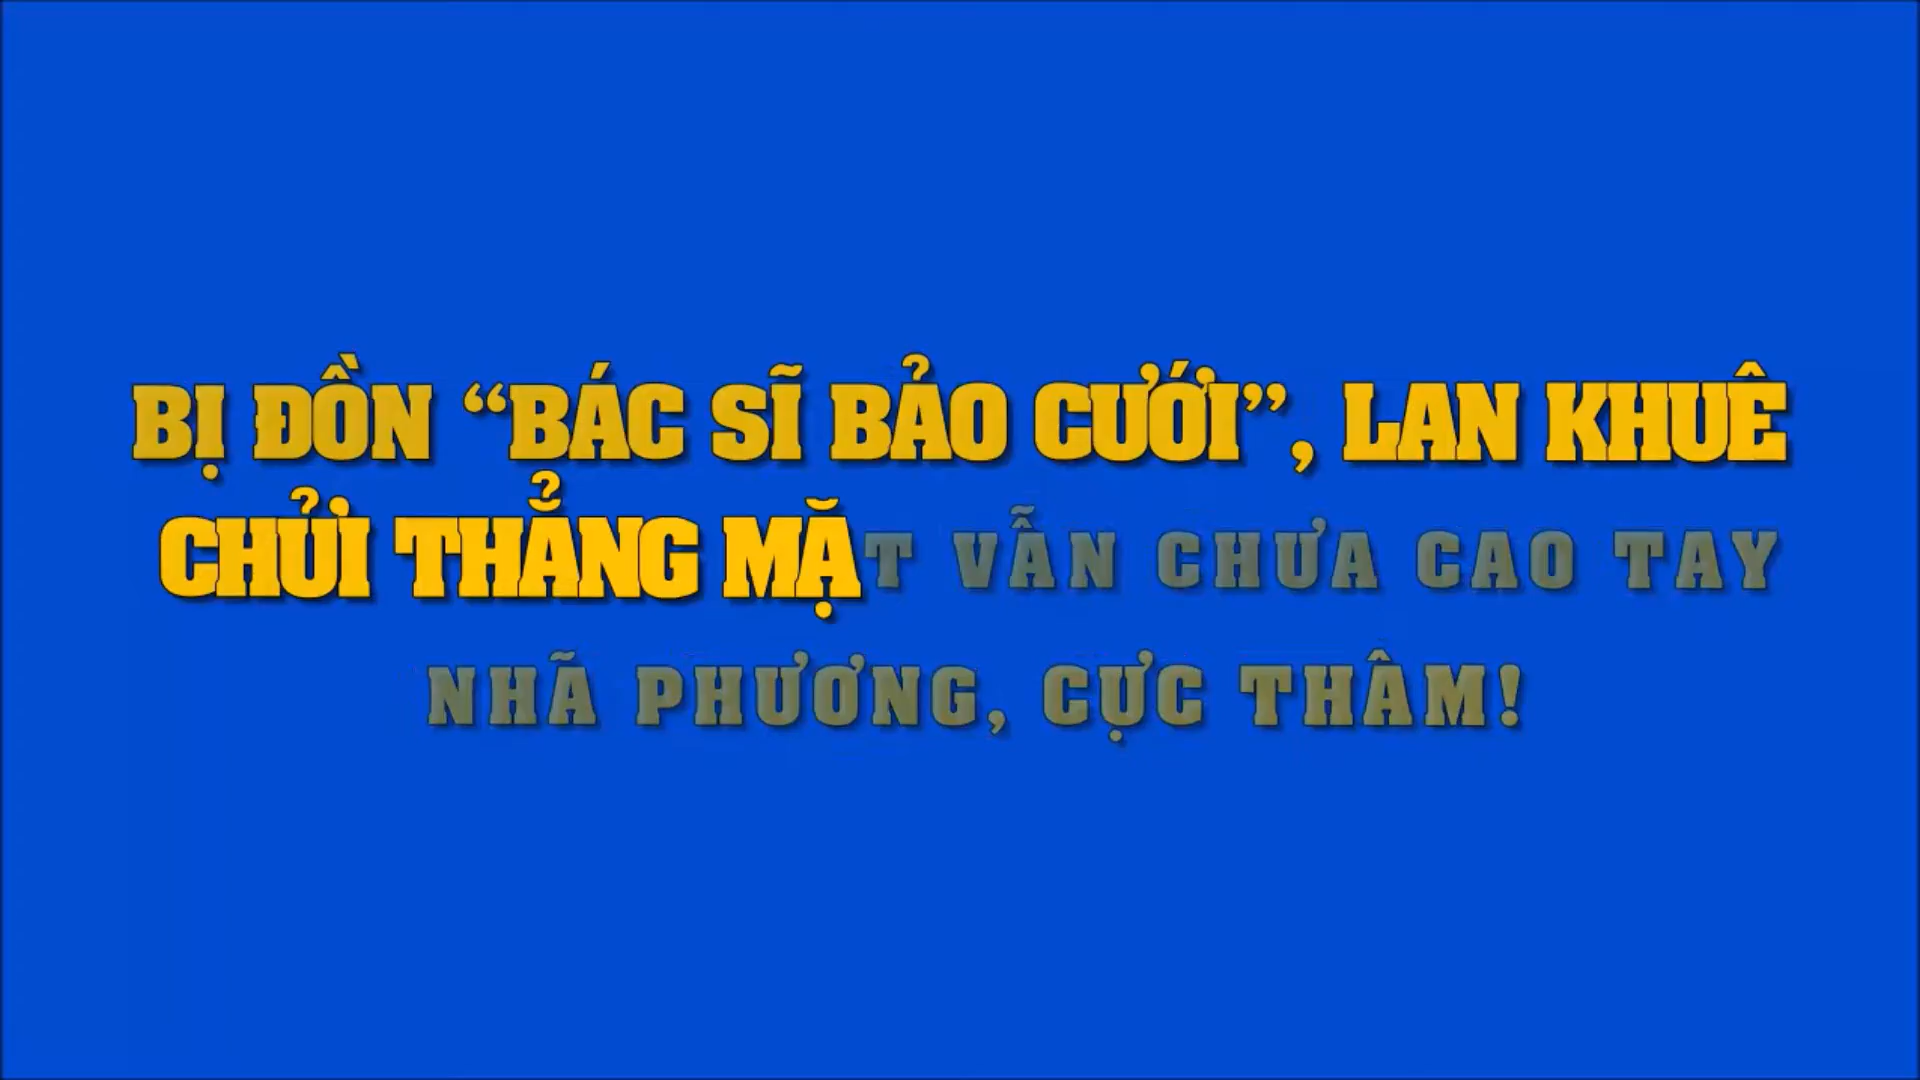 BỊ ĐỒN “BÁC SĨ BẢO CƯỚI”, LAN KHUÊ
CHỬI THẲNG MẶT VẪN CHƯA CAO TAY
NHÃ PHƯƠNG, CỰC THÂM!